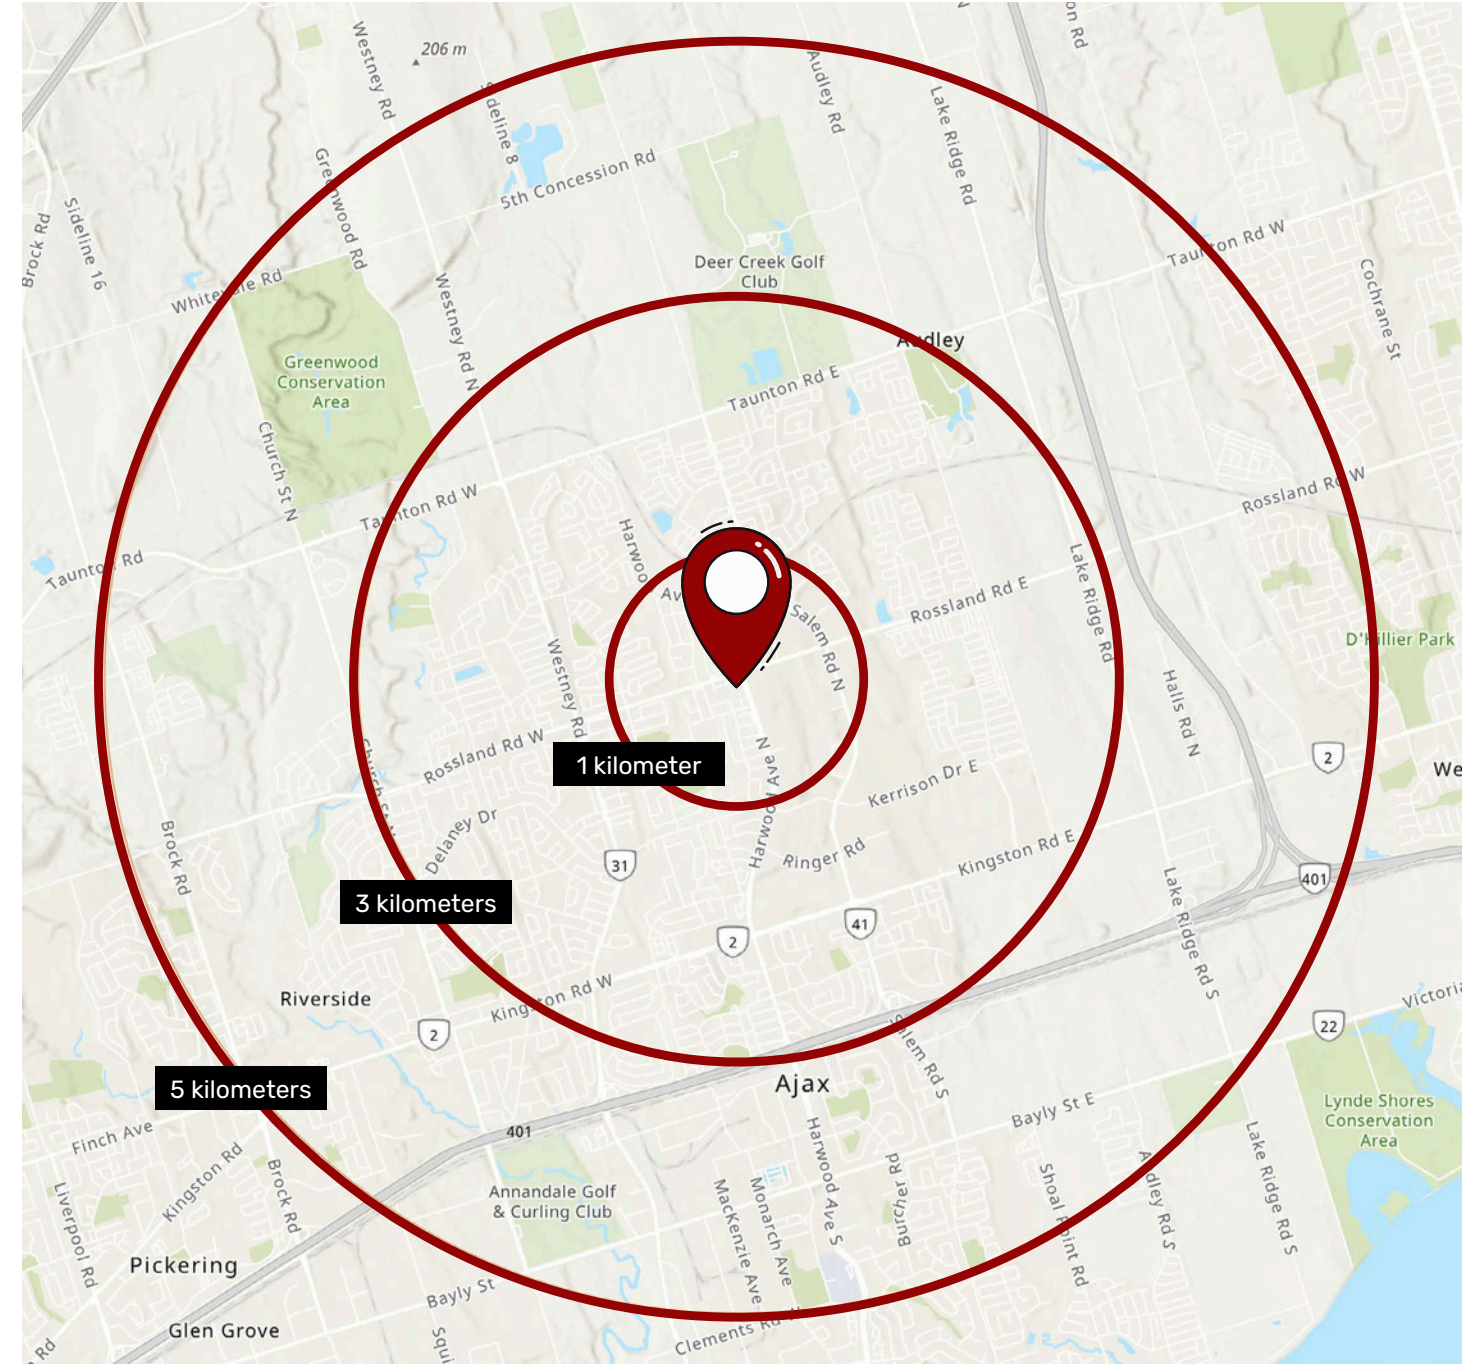 206 m
Westney Rd
Sideline 8
Audley Rd
Lake Ridge Rd
5th Concession Rd
Greenwood Rd
Brock Rd
Sideline 16
Taunton Rd W
Deer Creek Golf
Club
Whitevale Rd
Westney Rd N
Cochrane St
Audley
Greenwood
Conservation
Area
Taunton Rd E
Church St N
Rossland Rd W
Taunton Rd W
Harwood
Av
Taunton Rd
Lake Ridge Rd
Rossland Rd E
Salem Rd N
D'Hillier Park
Westney Rd
Halls Rd N
Rossland Rd W
2
1 kilometer
Church St N
Harwood Ave N
Kerrison Dr E
Delaney Dr
Brock Rd
31
Ringer Rd
Kingston Rd E
401
3 kilometers
Lake Ridge Rd S
41
2
Riverside
Kingston Rd W
Victoria
2
22
Salem Rd S
5 kilometers
Ajax
Lynde Shores
Conservation
Area
Bayly St E
Finch Ave
401
Kingston Rd
Brock Rd
Liverpool Rd
Annandale Golf
& Curling Club
MacKenzie Ave
Monarch Ave
Harwood Ave S
Burcher Rd
Shoal Point Rd
Audley Rd S
Lake Ridge Rd S
Pickering
Bayly St
Glen Grove
Clements Rd
Rd